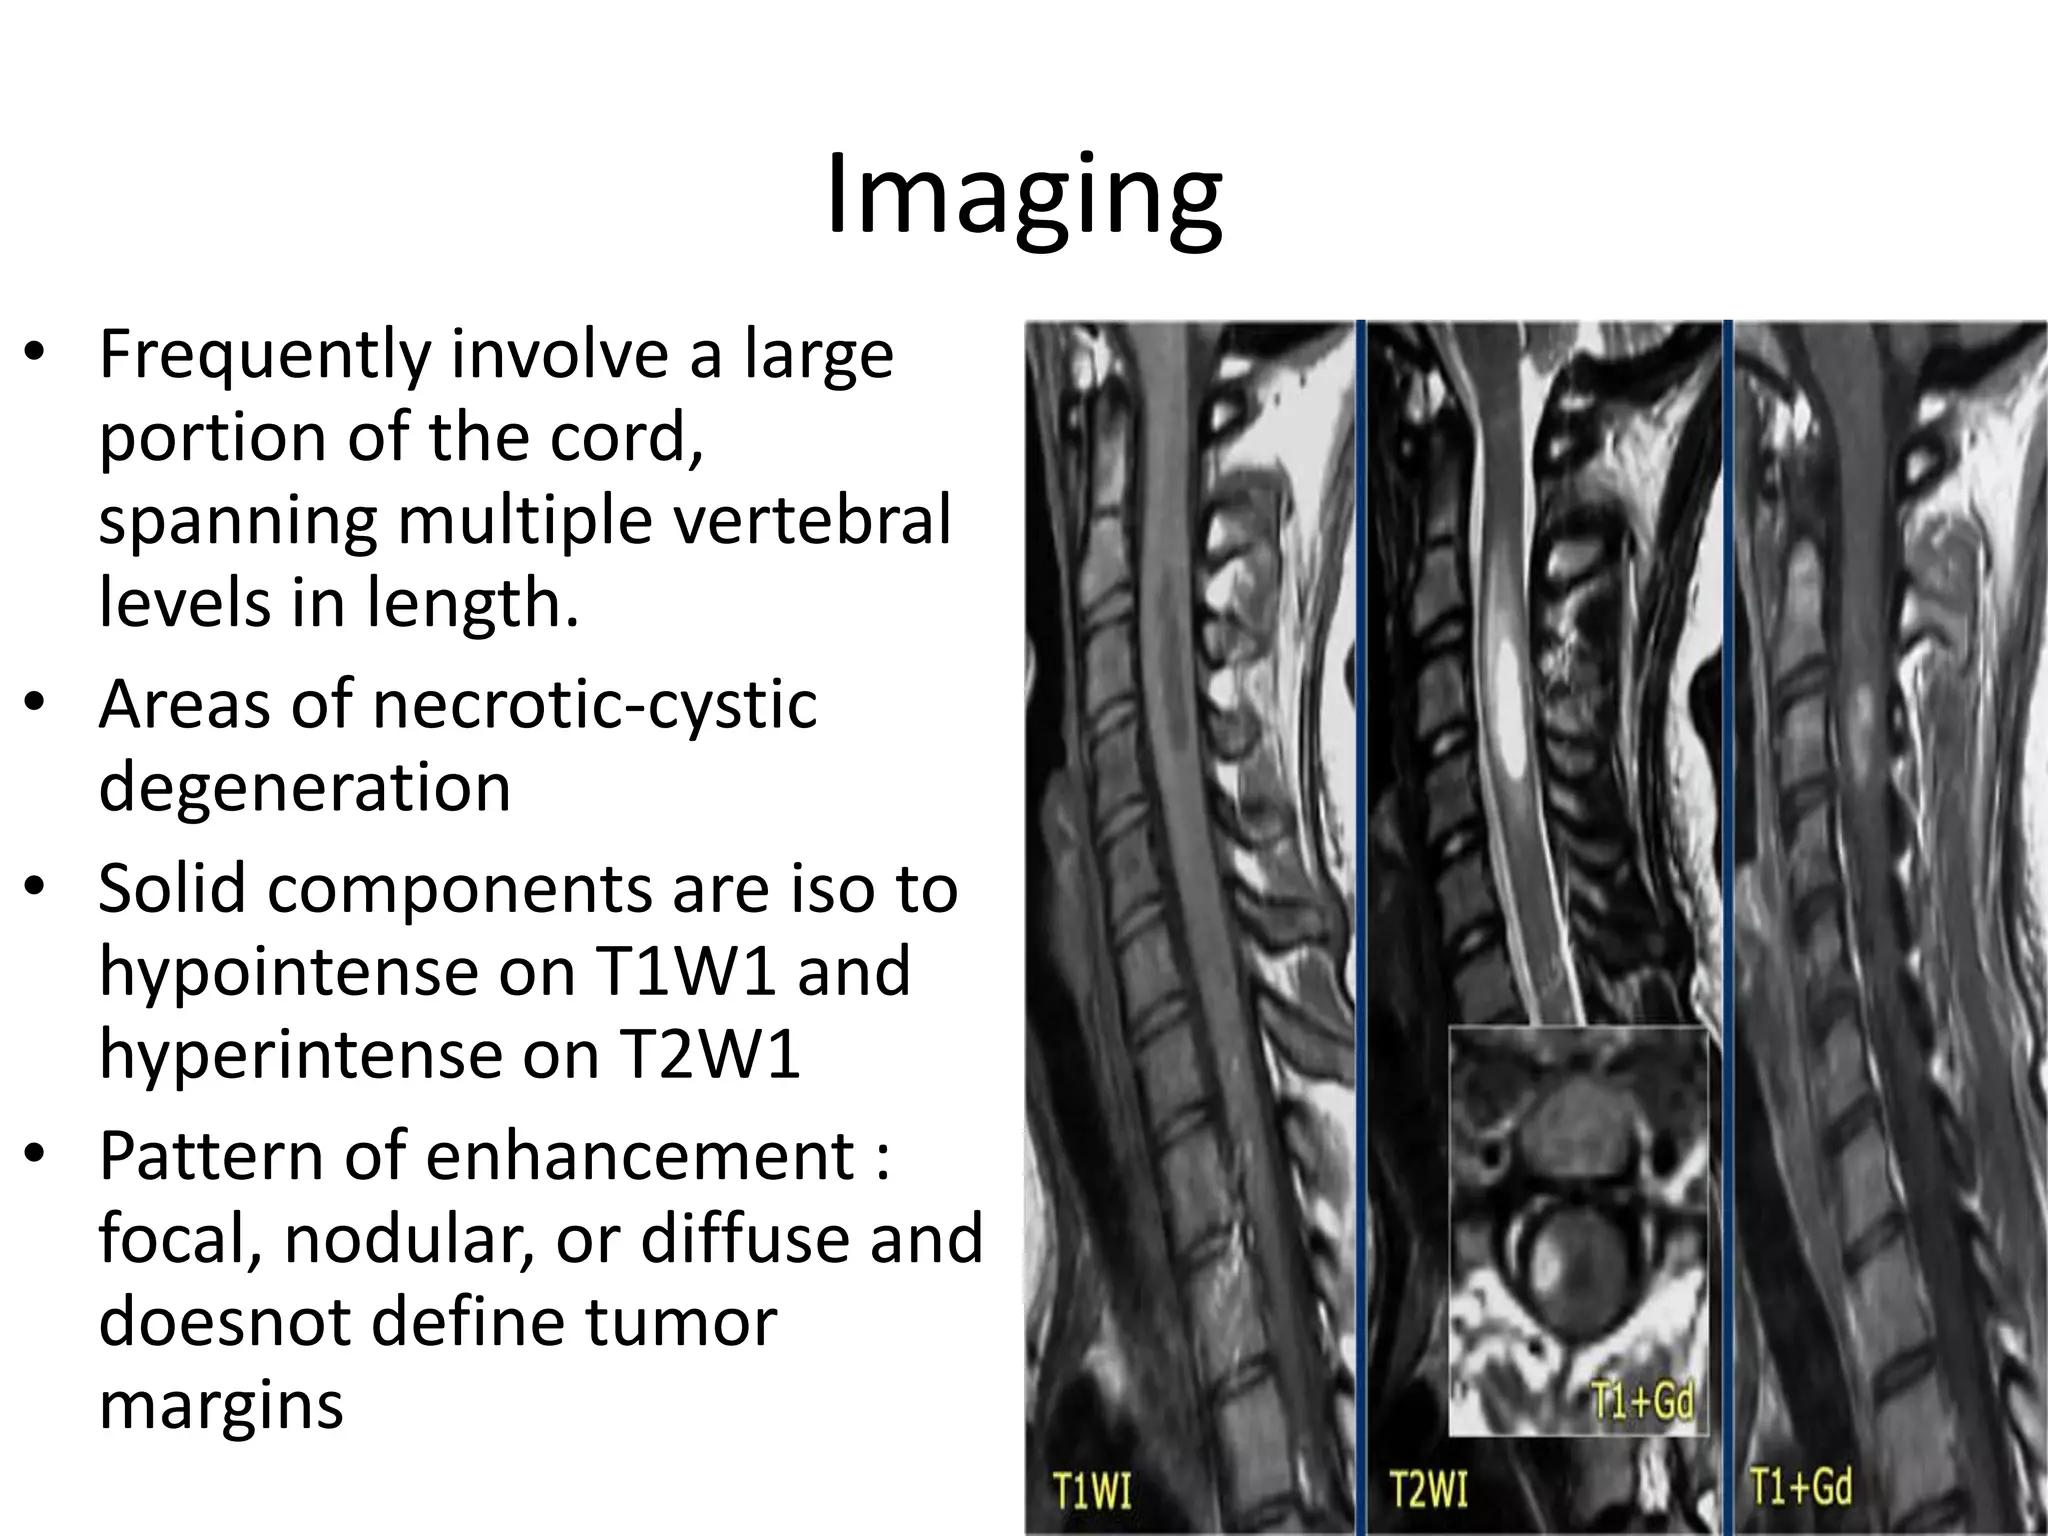 Imaging
• Frequently involve a large
portion of the cord,
spanning multiple vertebral
levels in length.
• Areas of necrotic-cystic
degeneration
• Solid components are iso to
hypointense on T1W1 and
hyperintense on T2W1
• Pattern of enhancement :
focal, nodular, or diffuse and
doesnot define tumor
margins
T1+Gd
T1WI
T2WI
T1+Gd